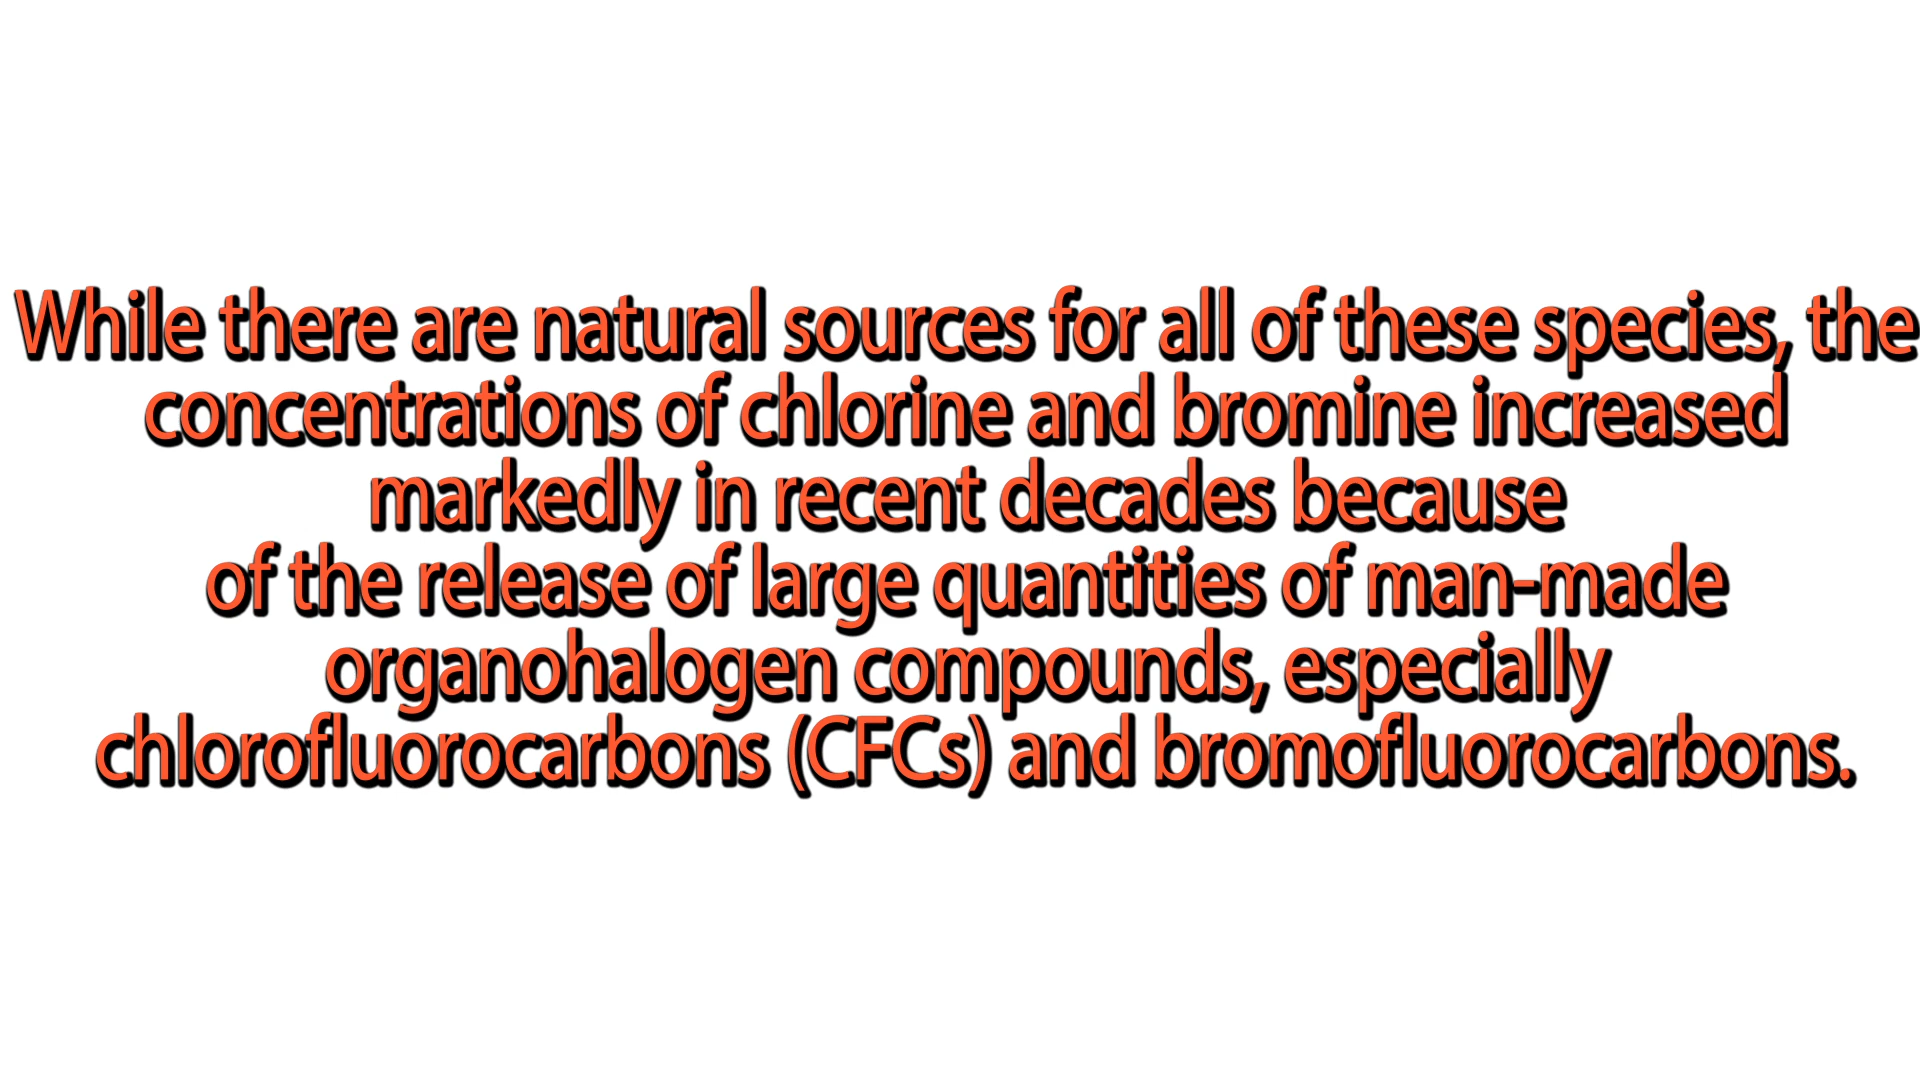 While there are natural sources for all of these species, the
concentrations of chlorine and bromine increased
markedly in recent decades because
of the release of large quantities of man-made
organohalogen compounds, especially
chlorofluorocarbons (CFCs) and bromofluorocarbons.